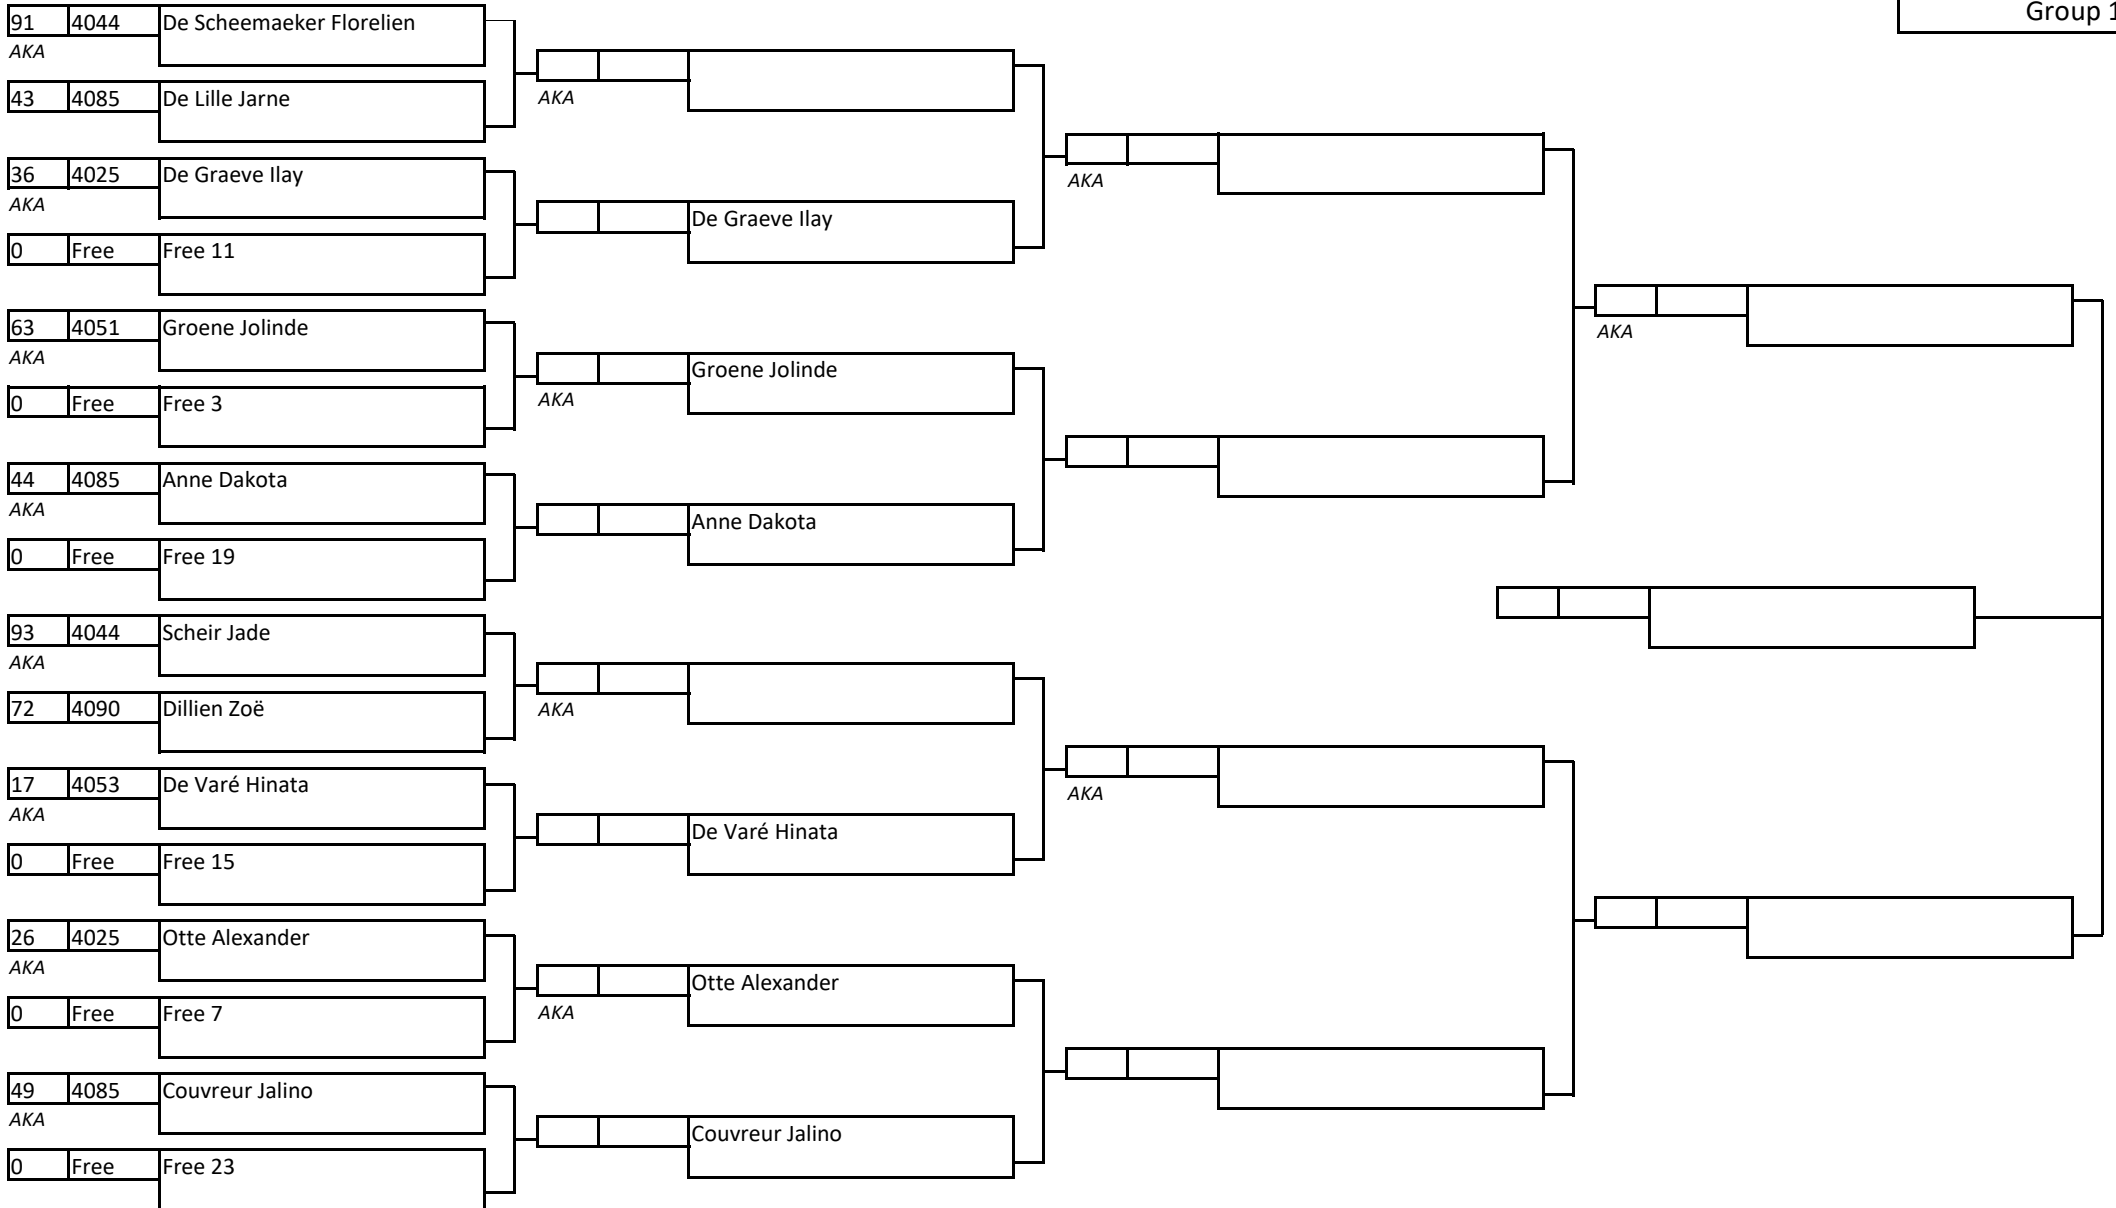 Group 1
91 4044 De Scheemaeker Florelien
AKA
AKA
43 4085 De Lille Jarne
36 4025 De Graeve Ilay
AKA
AKA
De Graeve Ilay
0 Free Free 11
63 4051 Groene Jolinde
AKA
AKA
Groene Jolinde
AKA
0 Free Free 3
44 4085 Anne Dakota
AKA
Anne Dakota
0 Free Free 19
93 4044 Scheir Jade
AKA
AKA
72 4090 Dillien Zoë
17 4053 De Varé Hinata
AKA
AKA
De Varé Hinata
0 Free Free 15
26 4025 Otte Alexander
AKA
Otte Alexander
AKA
0 Free Free 7
49 4085 Couvreur Jalino
AKA
Couvreur Jalino
0 Free Free 23